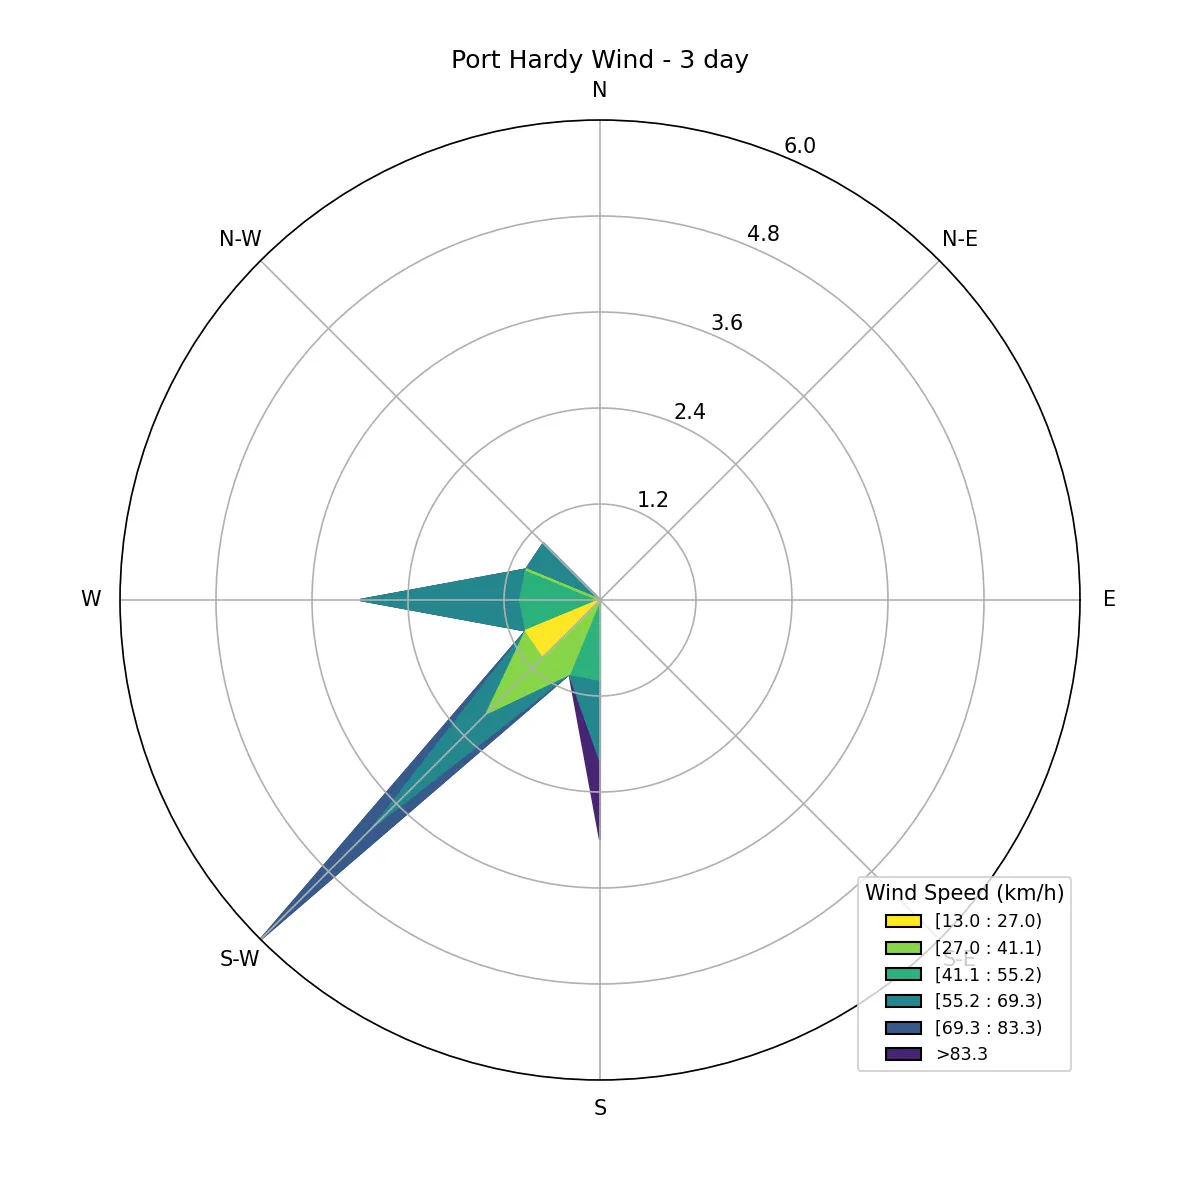 Port Hardy Wind - 3 day
N
6.0
N-W
N-E
4.8
3.6
2.4
1.2
W
E
S-W
S-E
S
Wind Speed (km/h)
[13.0 : 27.0)
[27.0 : 41.1)
[41.1 : 55.2)
[55.2 : 69.3)
[69.3 : 83.3)
>83.3